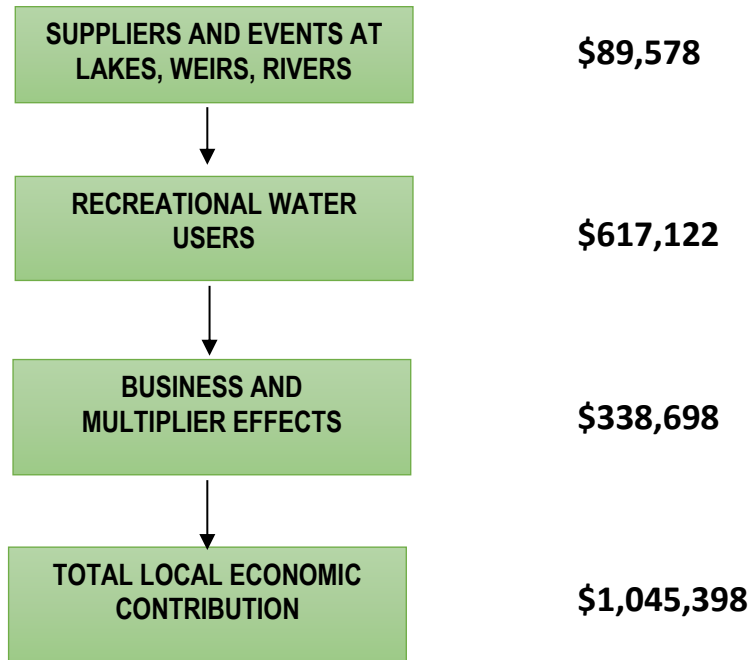 SUPPLIERS AND EVENTS AT
LAKES, WEIRS, RIVERS
$89,578
RECREATIONAL WATER
USERS
$617,122
BUSINESS AND
MULTIPLIER EFFECTS
$338,698
TOTAL LOCAL ECONOMIC
CONTRIBUTION
$1,045,398